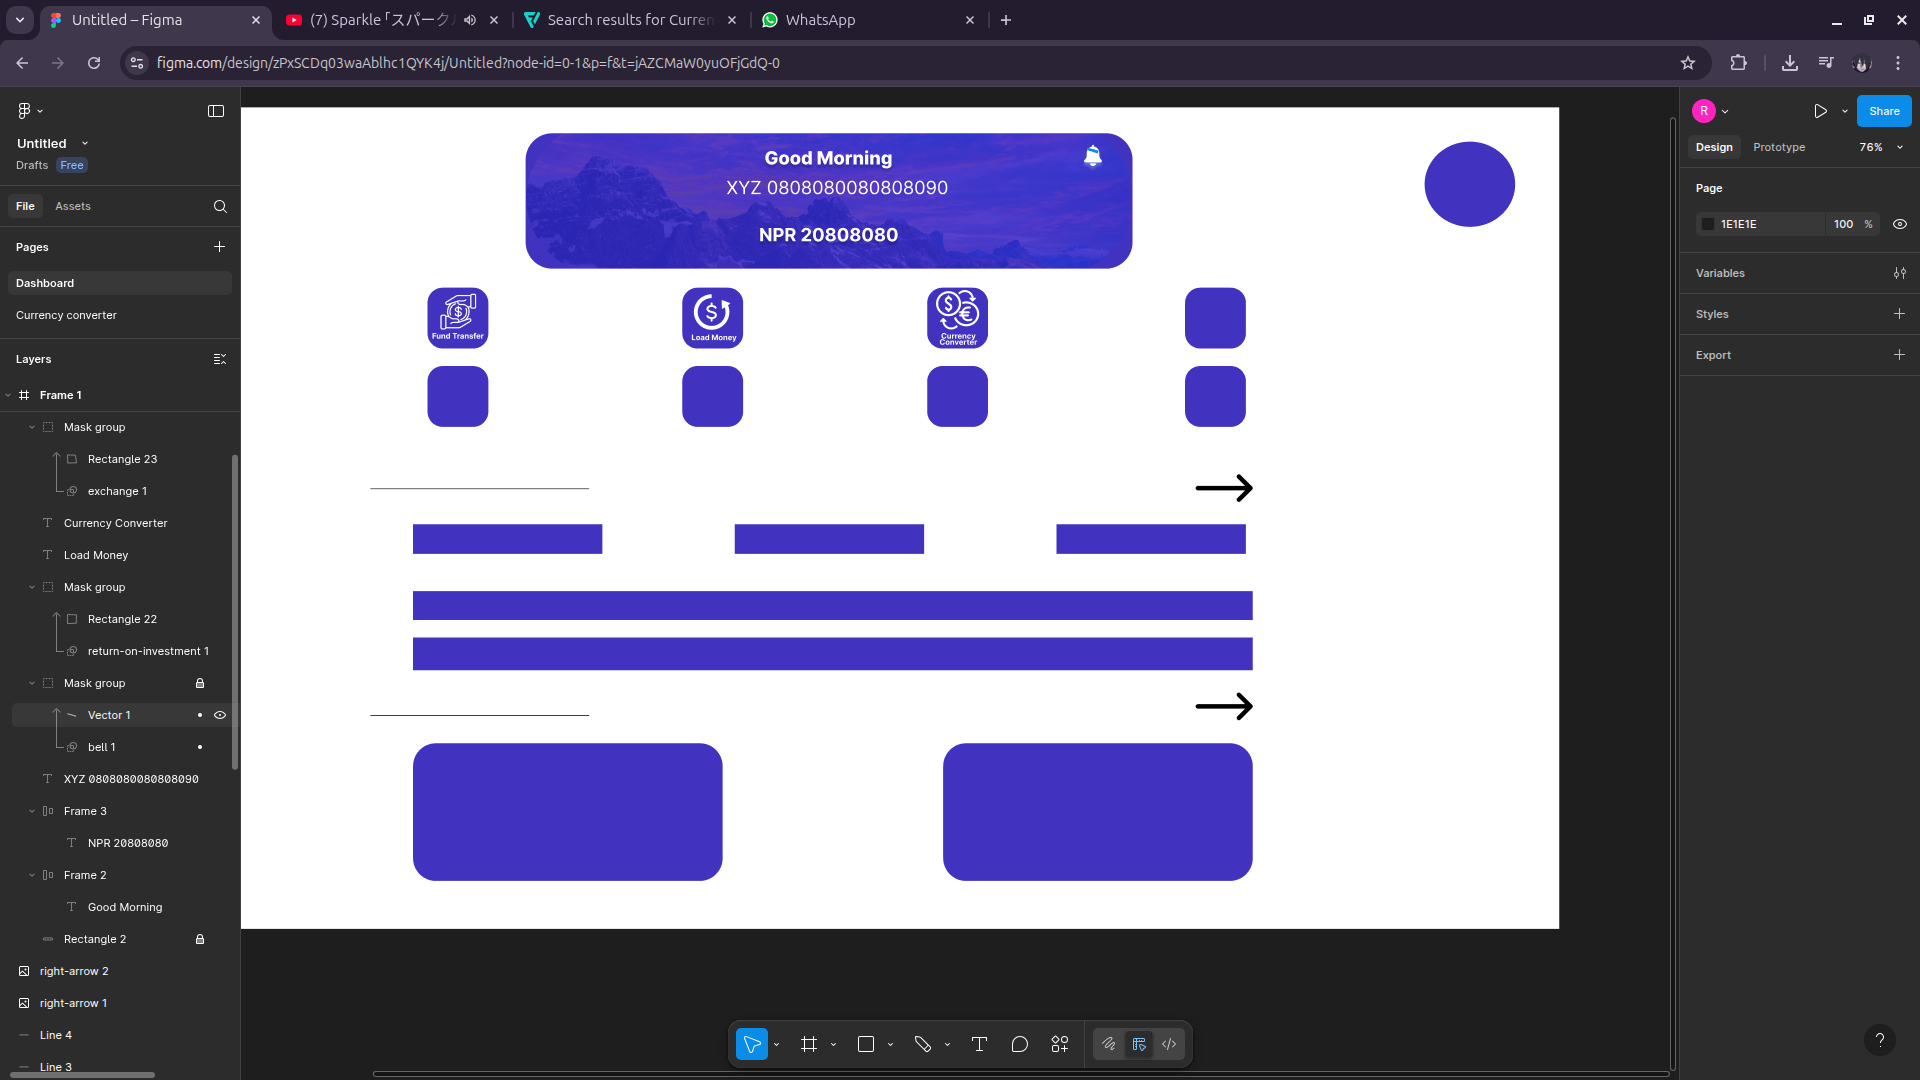 Untitled – Figma
(7) Sparkle「スパーク
Search results for Curren
WhatsApp
figma.com/design/zPxSCDq03waAblhc1QYK4j/Untitled?node-id=0-1&p=f&t=jAZCMaW0yuOFjGdQ-0
Untitled
Drafts Free
File Assets
Pages
Dashboard
Currency converter
Layers
Frame 1
Mask group
Rectangle 23
exchange 1
Currency Converter
Load Money
Mask group
Rectangle 22
return-on-investment 1
Mask group
Vector 1
bell 1
XYZ 0808080080808090
Frame 3
NPR 20808080
Frame 2
Good Morning
Rectangle 2
right-arrow 2
right-arrow 1
Line 4
Line 3
Good Morning
XYZ 0808080080808090
NPR 20808080
Fund Transfer
Load Money
Currency
Converter
R
Share
Design Prototype 76%
Page
1E1E1E 100 %
Variables
Styles
Export
?